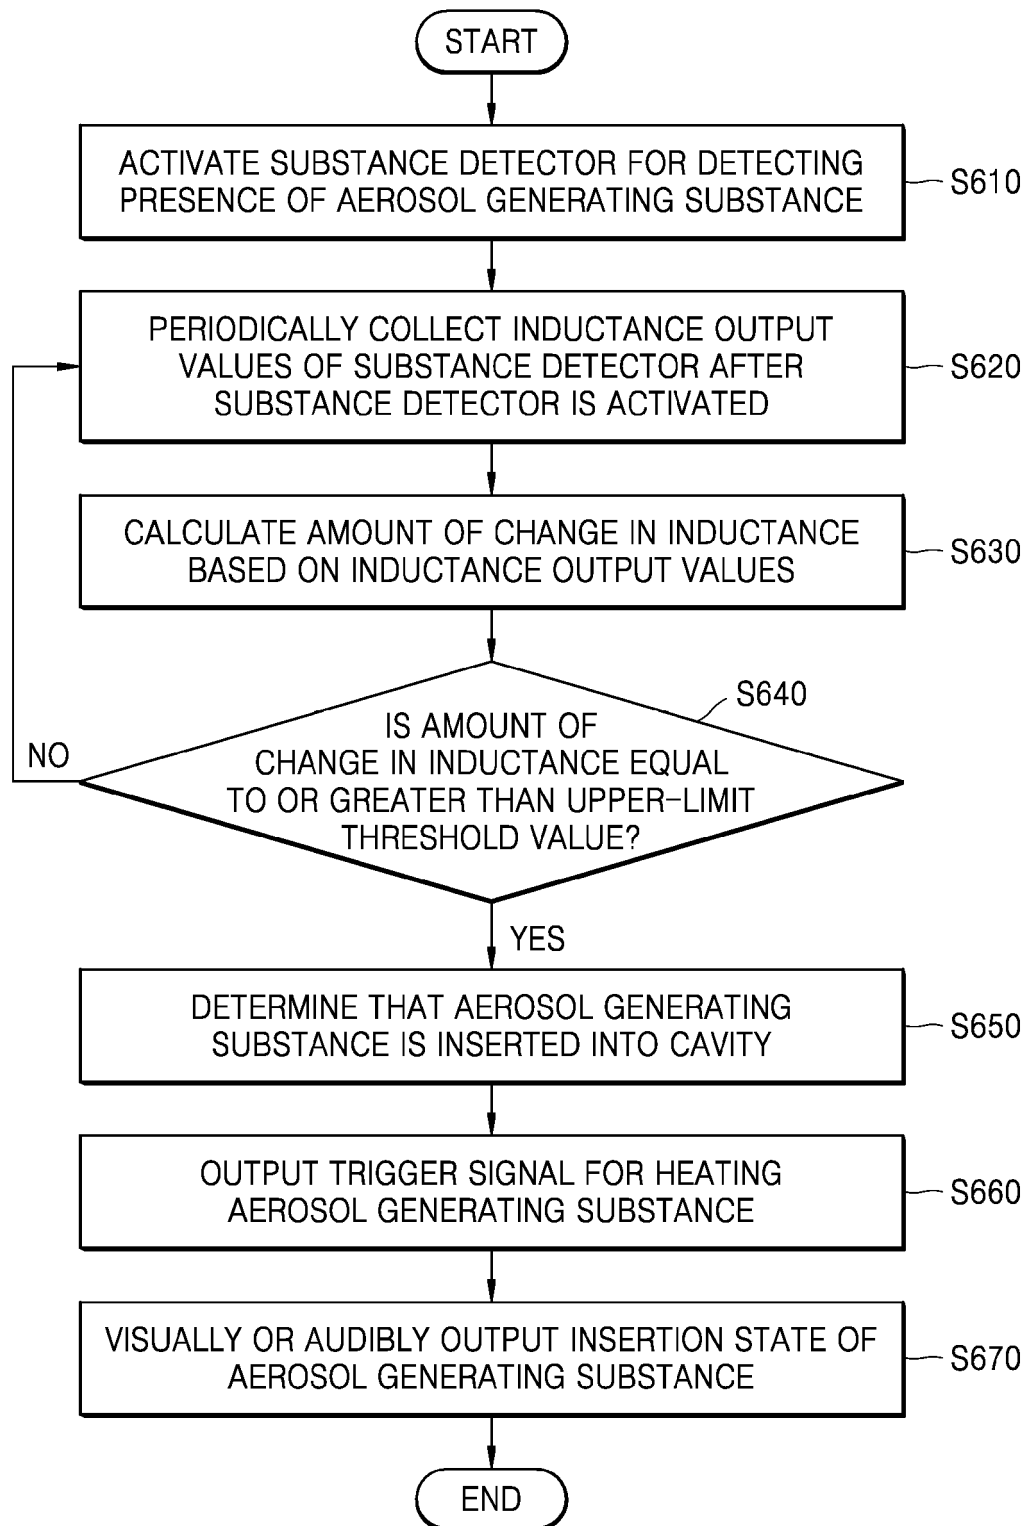 START
ACTIVATE SUBSTANCE DETECTOR FOR DETECTING
PRESENCE OF AEROSOL GENERATING SUBSTANCE
S610
PERIODICALLY COLLECT INDUCTANCE OUTPUT
VALUES OF SUBSTANCE DETECTOR AFTER
SUBSTANCE DETECTOR IS ACTIVATED
S620
CALCULATE AMOUNT OF CHANGE IN INDUCTANCE
BASED ON INDUCTANCE OUTPUT VALUES
S630
S640
IS AMOUNT OF
CHANGE IN INDUCTANCE EQUAL
TO OR GREATER THAN UPPER-LIMIT
THRESHOLD VALUE?
NO
YES
DETERMINE THAT AEROSOL GENERATING
SUBSTANCE IS INSERTED INTO CAVITY
S650
OUTPUT TRIGGER SIGNAL FOR HEATING
AEROSOL GENERATING SUBSTANCE
S660
VISUALLY OR AUDIBLY OUTPUT INSERTION STATE OF
AEROSOL GENERATING SUBSTANCE
S670
END